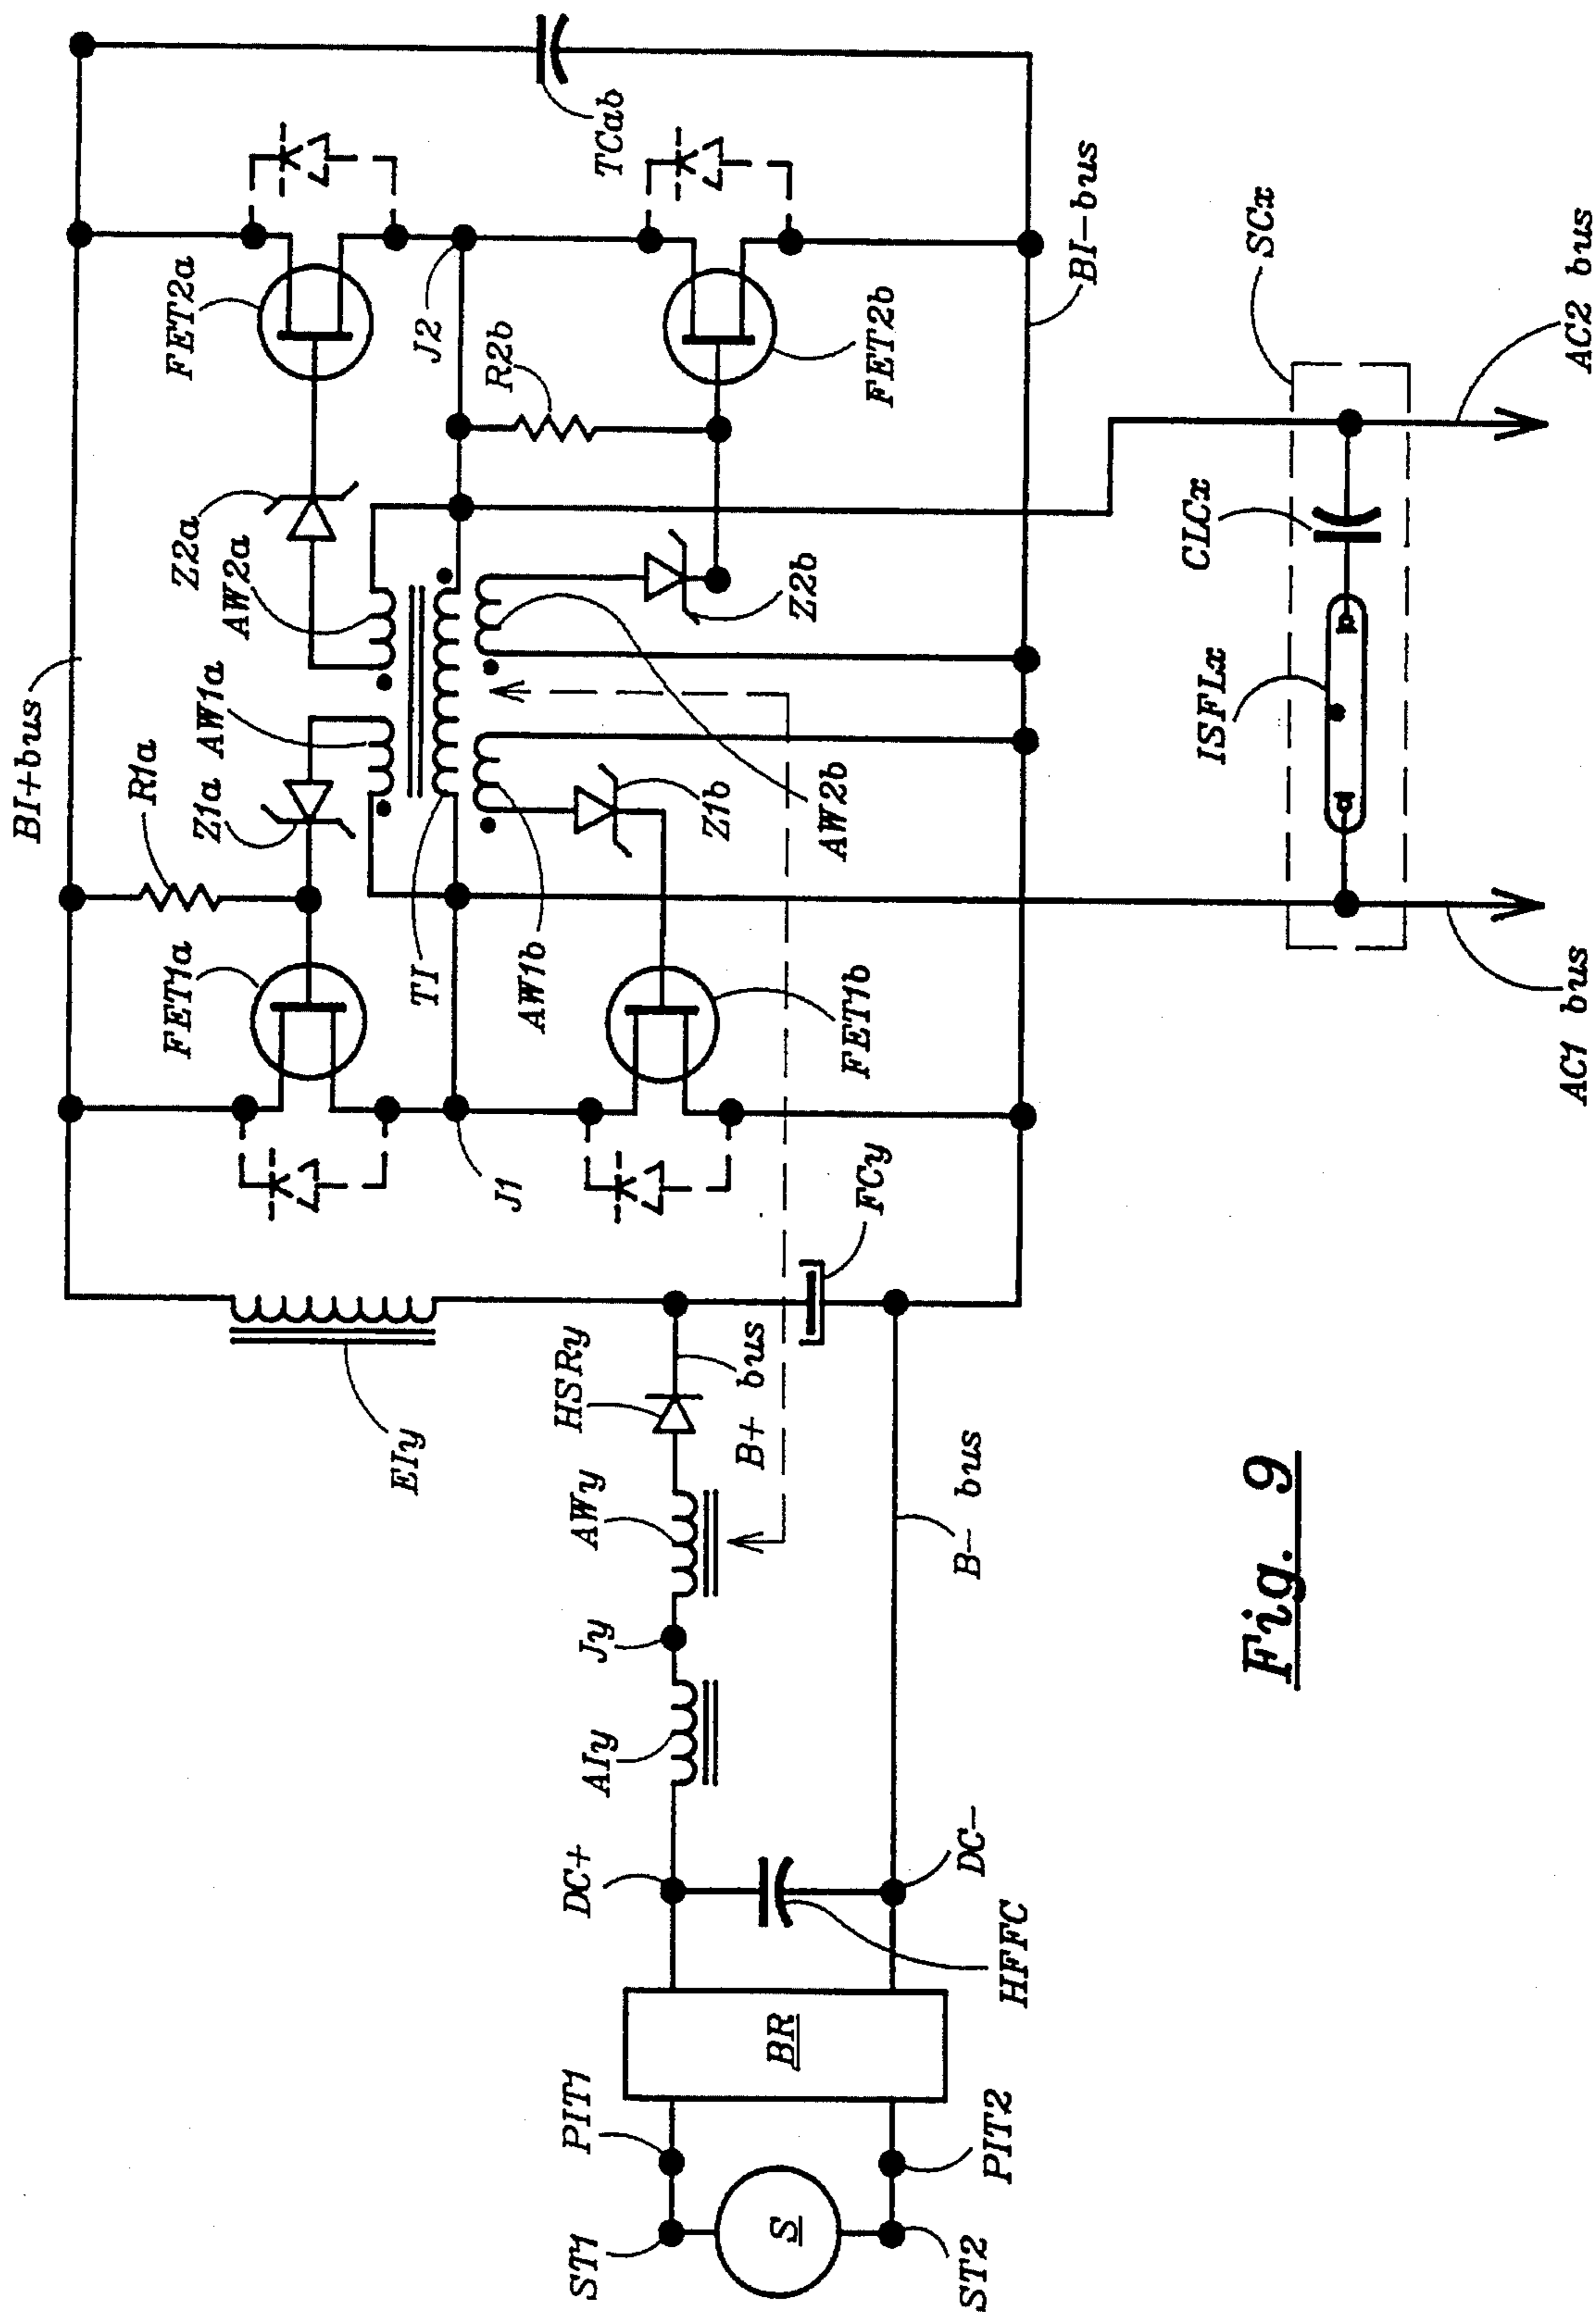 BI+bus
FET1a
R1a
Z1a
AW1a
AW2a
Z2a
FET2a
TI
J1
J2
R2b
TCab
AW1b
FET1b
Z1b
AW2b
Z2b
FET2b
BI-bus
EIy
HSRy
B+ bus
FCy
AWy
Jy
AIy
DC+
B- bus
DC-
HFFC
BR
PIT1
PIT2
ST1
S
ST2
ISFLx
CLCx
SCx
AC1 bus
AC2 bus
Fig. 9